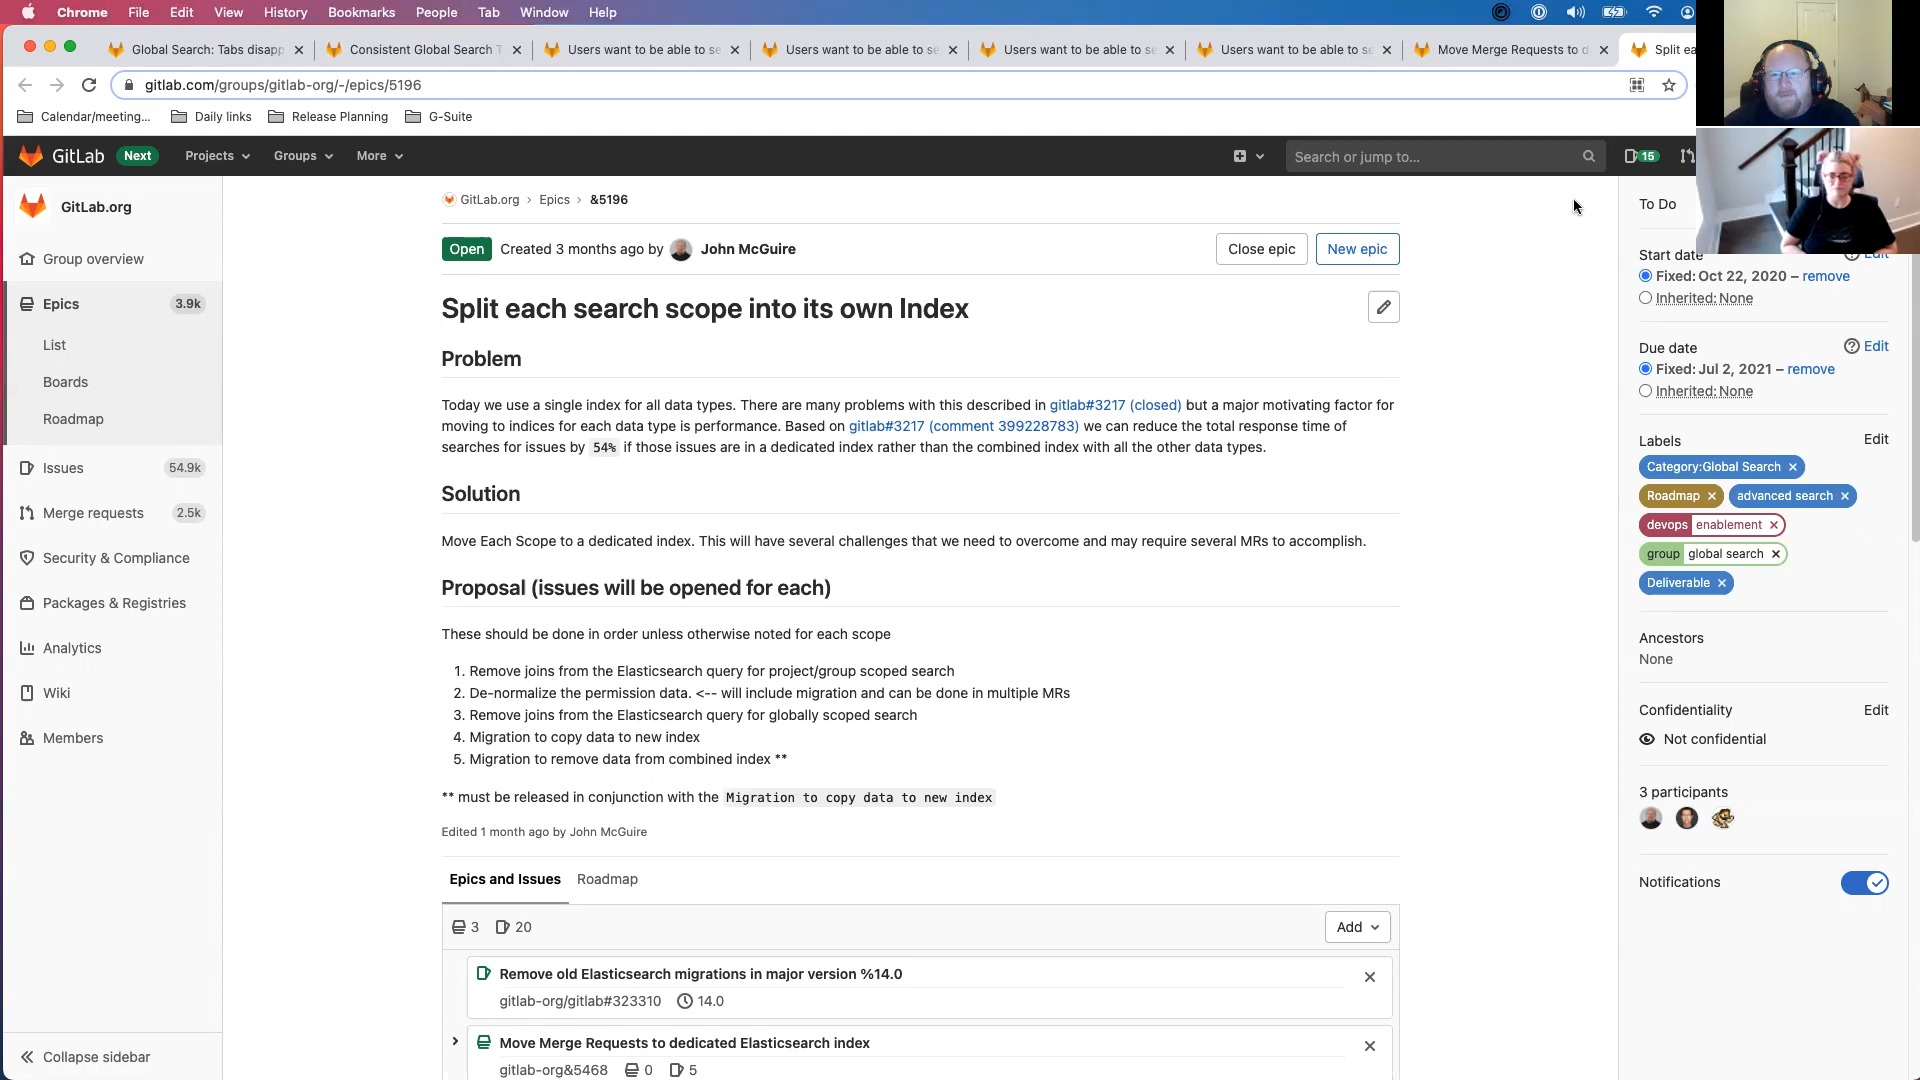 Chrome File Edit View History Bookmarks People Tab Window Help
Global Search: Tabs disapp
Consistent Global Search T
Users want to be able to se
Users want to be able to se
Users want to be able to se
Users want to be able to se
Move Merge Requests to d
Split ea
gitlab.com/groups/gitlab-org/-/epics/5196
Calendar/meeting... Daily links Release Planning G-Suite
GitLab Next Projects Groups More Search or jump to... 15
GitLab.org
Group overview
Epics 3.9k
List
Boards
Roadmap
Issues 54.9k
Merge requests 2.5k
Security & Compliance
Packages & Registries
Analytics
Wiki
Members
Collapse sidebar
GitLab.org › Epics › &5196
Open Created 3 months ago by John McGuire Close epic New epic
Split each search scope into its own Index
Problem
Today we use a single index for all data types. There are many problems with this described in gitlab#3217 (closed) but a major motivating factor for
moving to indices for each data type is performance. Based on gitlab#3217 (comment 399228783) we can reduce the total response time of
searches for issues by 54% if those issues are in a dedicated index rather than the combined index with all the other data types.
Solution
Move Each Scope to a dedicated index. This will have several challenges that we need to overcome and may require several MRs to accomplish.
Proposal (issues will be opened for each)
These should be done in order unless otherwise noted for each scope
1. Remove joins from the Elasticsearch query for project/group scoped search
2. De-normalize the permission data. <-- will include migration and can be done in multiple MRs
3. Remove joins from the Elasticsearch query for globally scoped search
4. Migration to copy data to new index
5. Migration to remove data from combined index **
** must be released in conjunction with the Migration to copy data to new index
Edited 1 month ago by John McGuire
Epics and Issues Roadmap
3 20 Add
Remove old Elasticsearch migrations in major version %14.0
gitlab-org/gitlab#323310 14.0
Move Merge Requests to dedicated Elasticsearch index
gitlab-org&5468 0 5
To Do
Start date Edit
Fixed: Oct 22, 2020 – remove
Inherited: None
Due date Edit
Fixed: Jul 2, 2021 – remove
Inherited: None
Labels Edit
Category:Global Search ×
Roadmap × advanced search ×
devops enablement ×
group global search ×
Deliverable ×
Ancestors
None
Confidentiality Edit
Not confidential
3 participants
Notifications